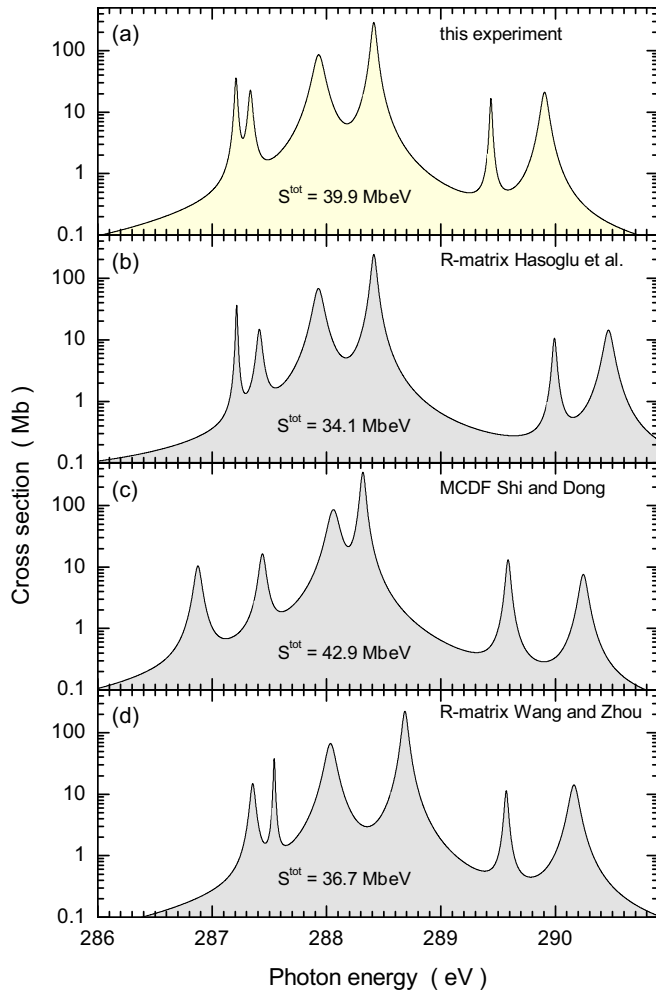 (a) this experiment
100
10
1
0.1
S^tot = 39.9 MbeV
(b) R-matrix Hasoglu et al.
100
10
1
0.1
S^tot = 34.1 MbeV
(c) MCDF Shi and Dong
100
10
1
0.1
S^tot = 42.9 MbeV
(d) R-matrix Wang and Zhou
100
10
1
0.1
S^tot = 36.7 MbeV
Cross section ( Mb )
286 287 288 289 290
Photon energy ( eV )